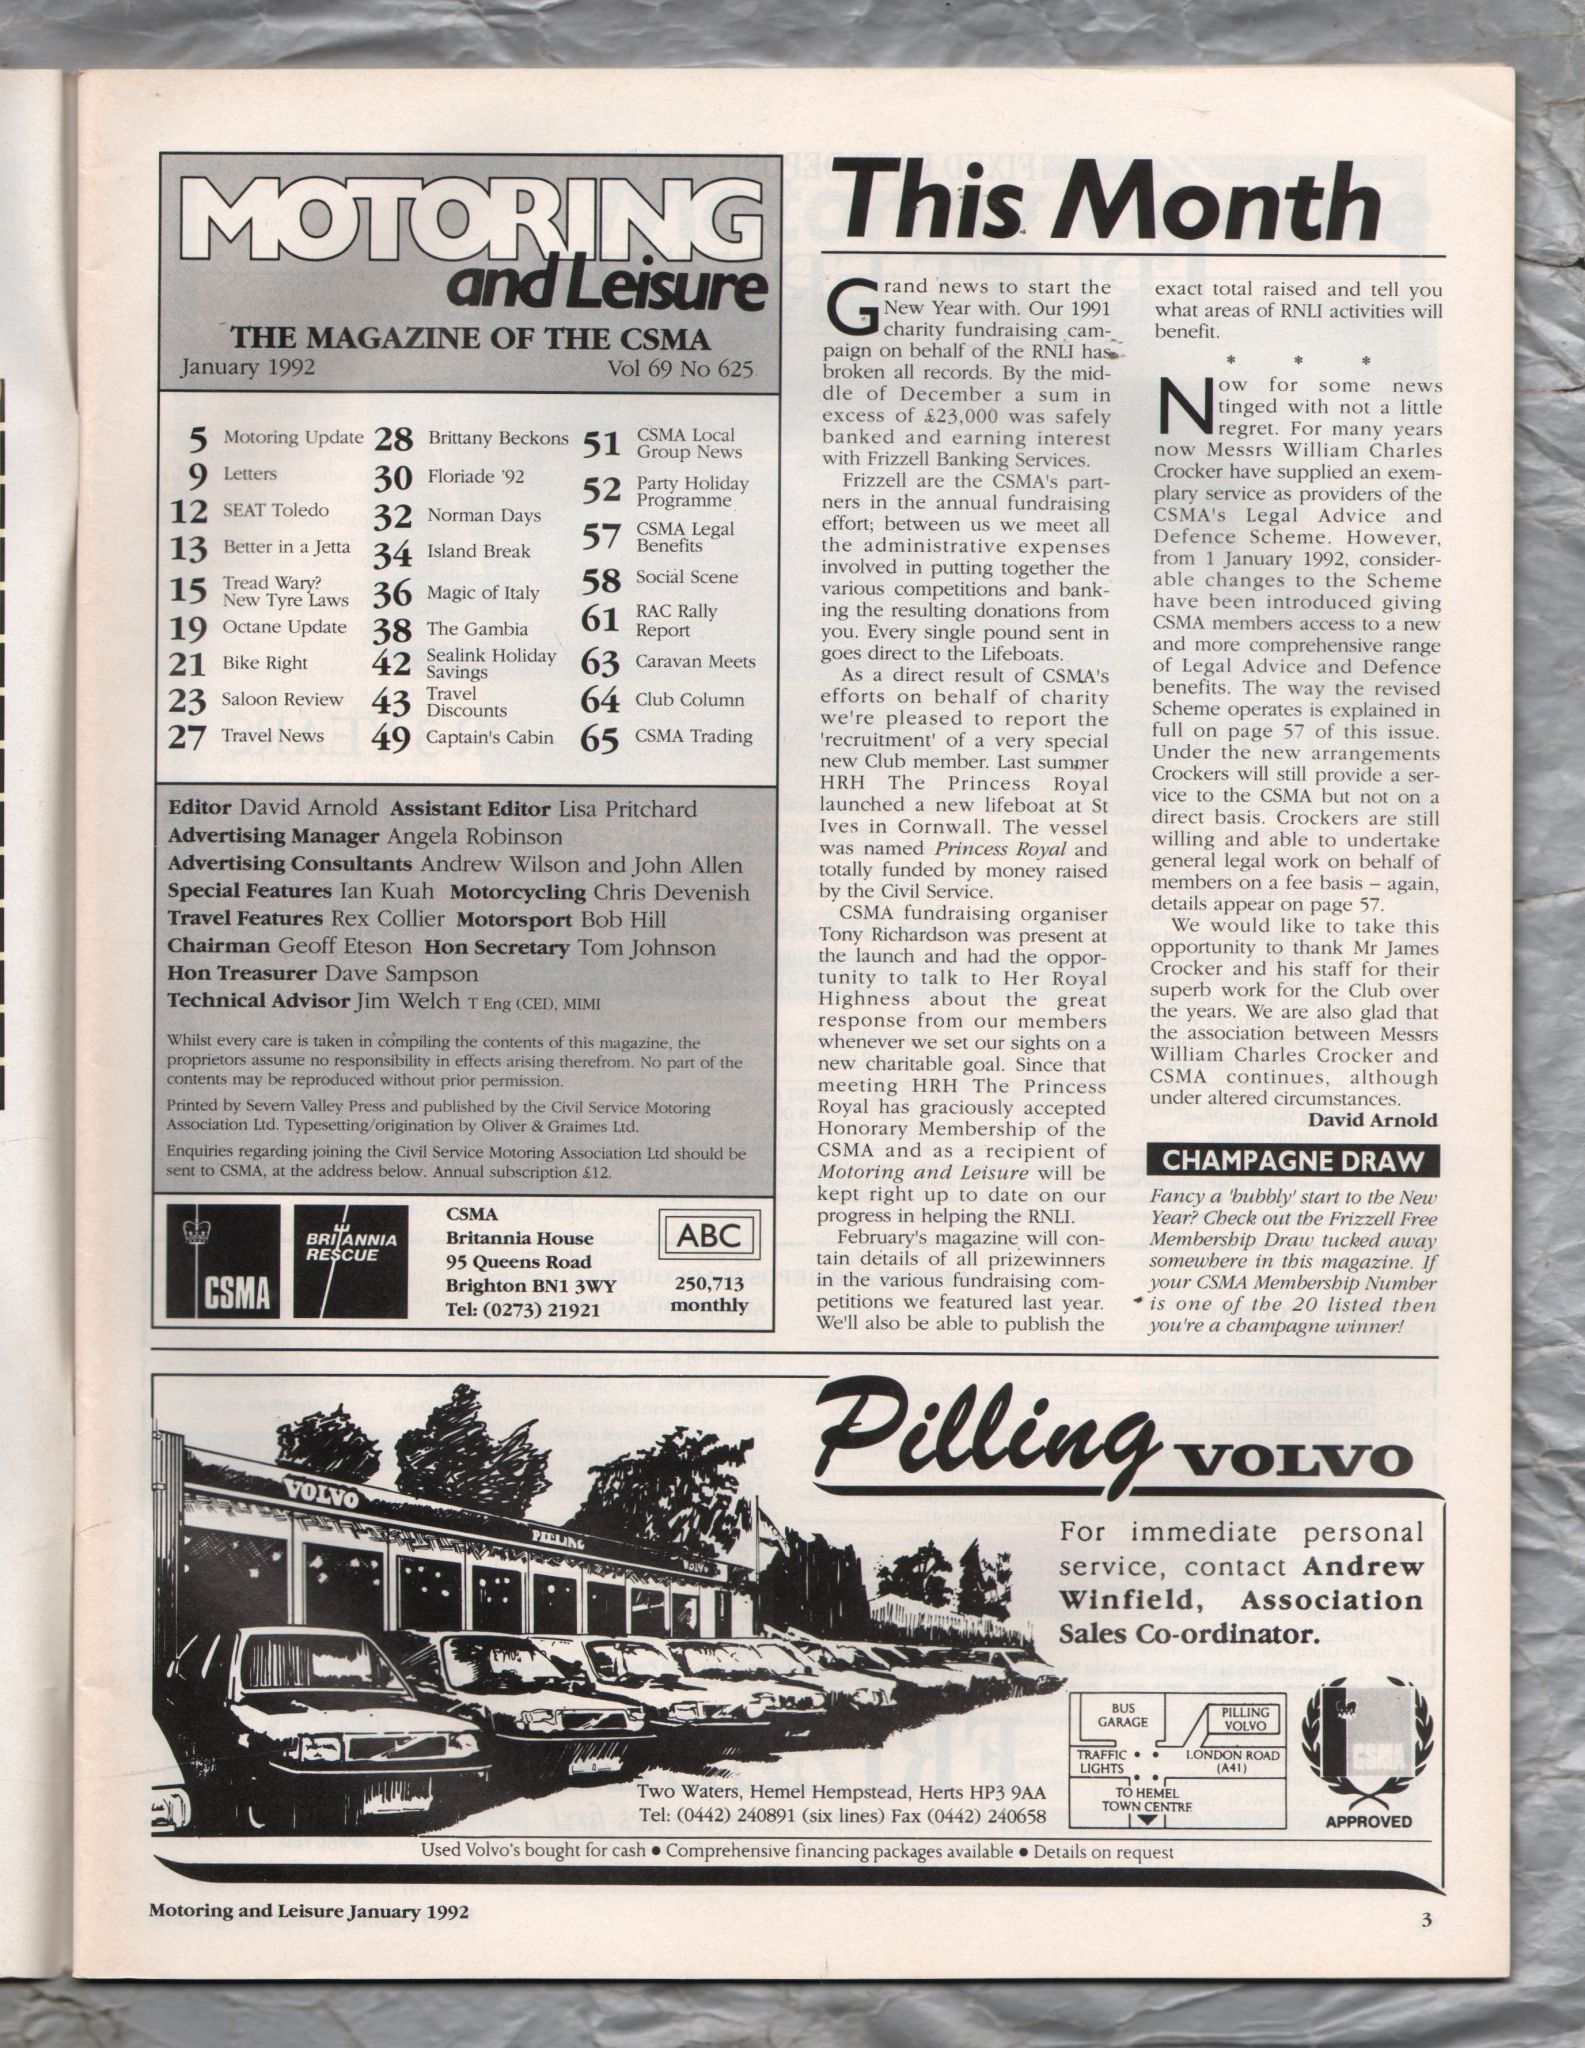 MOTORING
and Leisure
THE MAGAZINE OF THE CSMA
January 1992 Vol 69 No 625
5 Motoring Update
9 Letters
12 SEAT Toledo
13 Better in a Jetta
15 Tread Wary?
New Tyre Laws
19 Octane Update
21 Bike Right
23 Saloon Review
27 Travel News
28 Brittany Beckons
30 Floriade '92
32 Norman Days
34 Island Break
36 Magic of Italy
38 The Gambia
42 Sealink Holiday
Savings
43 Travel
Discounts
49 Captain's Cabin
51 CSMA Local
Group News
52 Party Holiday
Programme
57 CSMA Legal
Benefits
58 Social Scene
61 RAC Rally
Report
63 Caravan Meets
64 Club Column
65 CSMA Trading
Editor David Arnold Assistant Editor Lisa Pritchard
Advertising Manager Angela Robinson
Advertising Consultants Andrew Wilson and John Allen
Special Features Ian Kuah Motorcycling Chris Devenish
Travel Features Rex Collier Motorsport Bob Hill
Chairman Geoff Eteson Hon Secretary Tom Johnson
Hon Treasurer Dave Sampson
Technical Advisor Jim Welch T Eng (CEI), MIMI
Whilst every care is taken in compiling the contents of this magazine, the
proprietors assume no responsibility in effects arising therefrom. No part of the
contents may be reproduced without prior permission.
Printed by Severn Valley Press and published by the Civil Service Motoring
Association Ltd. Typesetting/origination by Oliver & Graimes Ltd.
Enquiries regarding joining the Civil Service Motoring Association Ltd should be
sent to CSMA, at the address below. Annual subscription £12.
CSMA
BRITANNIA
RESCUE
CSMA
Britannia House
95 Queens Road
Brighton BN1 3WY
Tel: (0273) 21921
ABC
250,713
monthly
This Month
Grand news to start the
New Year with. Our 1991
charity fundraising cam-
paign on behalf of the RNLI has
broken all records. By the mid-
dle of December a sum in
excess of £23,000 was safely
banked and earning interest
with Frizzell Banking Services.
Frizzell are the CSMA's part-
ners in the annual fundraising
effort; between us we meet all
the administrative expenses
involved in putting together the
various competitions and bank-
ing the resulting donations from
you. Every single pound sent in
goes direct to the Lifeboats.
As a direct result of CSMA's
efforts on behalf of charity
we're pleased to report the
'recruitment' of a very special
new Club member. Last summer
HRH The Princess Royal
launched a new lifeboat at St
Ives in Cornwall. The vessel
was named Princess Royal and
totally funded by money raised
by the Civil Service.
CSMA fundraising organiser
Tony Richardson was present at
the launch and had the oppor-
tunity to talk to Her Royal
Highness about the great
response from our members
whenever we set our sights on a
new charitable goal. Since that
meeting HRH The Princess
Royal has graciously accepted
Honorary Membership of the
CSMA and as a recipient of
Motoring and Leisure will be
kept right up to date on our
progress in helping the RNLI.
February's magazine will con-
tain details of all prizewinners
in the various fundraising com-
petitions we featured last year.
We'll also be able to publish the
exact total raised and tell you
what areas of RNLI activities will
benefit.
* * *
Now for some news
tinged with not a little
regret. For many years
now Messrs William Charles
Crocker have supplied an exem-
plary service as providers of the
CSMA's Legal Advice and
Defence Scheme. However,
from 1 January 1992, consider-
able changes to the Scheme
have been introduced giving
CSMA members access to a new
and more comprehensive range
of Legal Advice and Defence
benefits. The way the revised
Scheme operates is explained in
full on page 57 of this issue.
Under the new arrangements
Crockers will still provide a ser-
vice to the CSMA but not on a
direct basis. Crockers are still
willing and able to undertake
general legal work on behalf of
members on a fee basis – again,
details appear on page 57.
We would like to take this
opportunity to thank Mr James
Crocker and his staff for their
superb work for the Club over
the years. We are also glad that
the association between Messrs
William Charles Crocker and
CSMA continues, although
under altered circumstances.
David Arnold
CHAMPAGNE DRAW
Fancy a 'bubbly' start to the New
Year? Check out the Frizzell Free
Membership Draw tucked away
somewhere in this magazine. If
your CSMA Membership Number
is one of the 20 listed then
you're a champagne winner!
Pilling VOLVO
VOLVO
PILLING
VOLVO
For immediate personal
service, contact Andrew
Winfield, Association
Sales Co-ordinator.
BUS
GARAGE
PILLING
VOLVO
TRAFFIC
LIGHTS
LONDON ROAD
(A41)
TO HEMEL
TOWN CENTRE
CSMA
APPROVED
Two Waters, Hemel Hempstead, Herts HP3 9AA
Tel: (0442) 240891 (six lines) Fax (0442) 240658
Used Volvo's bought for cash ● Comprehensive financing packages available ● Details on request
Motoring and Leisure January 1992
3